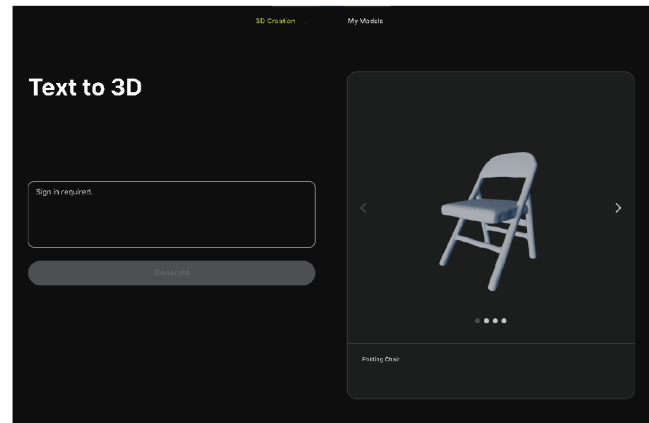 3D Creation
My Models
Text to 3D
Sign in required.
Generate
Folding Chair